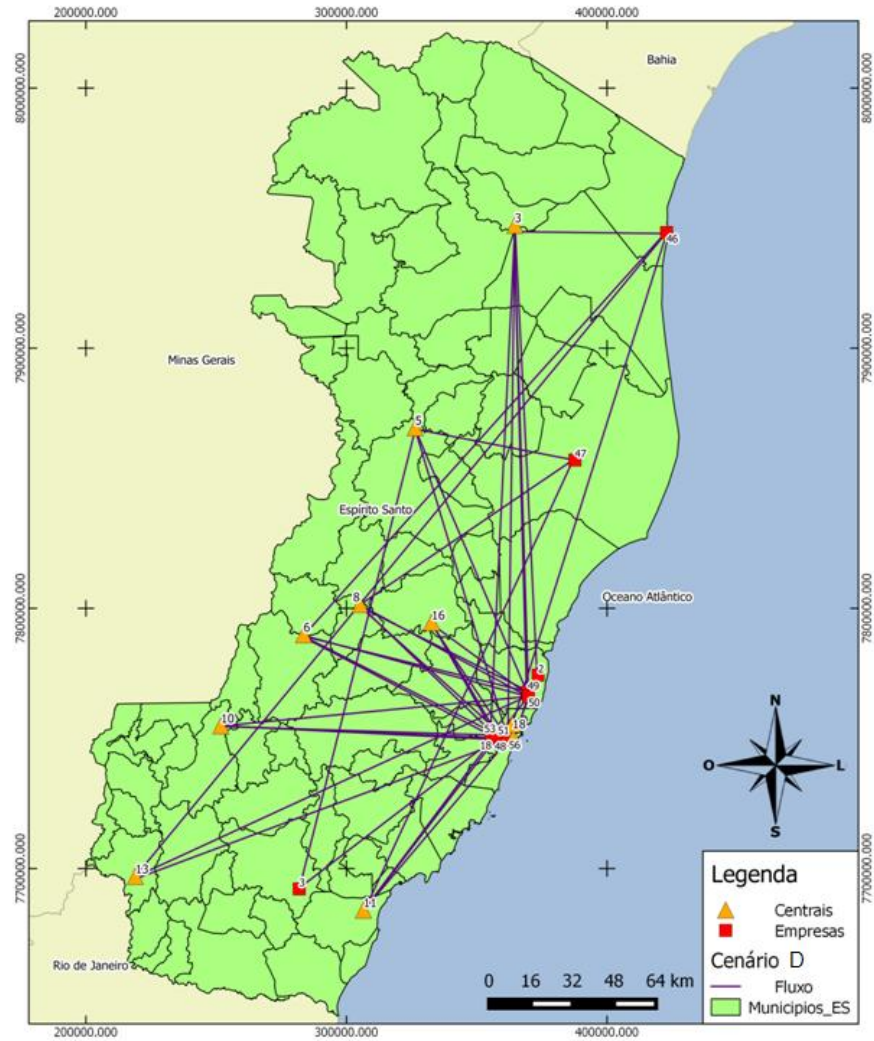 200000.000 300000.000 400000.000
Bahia
8000000.000 8000000.000
3
46
7900000.000 7900000.000
Minas Gerais
5
47
Espírito Santo
8
16
Oceano Atlântico
7800000.000 7800000.000
6
2
49
50
10
53 51 18
18 48 56
N
O L
S
13
3
11
7700000.000 7700000.000
Legenda
Centrais
Empresas
Cenário D
Fluxo
Municipios_ES
Rio de Janeiro
0 16 32 48 64 km
200000.000 300000.000 400000.000